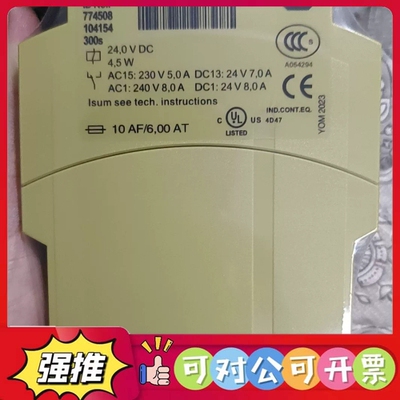 774508
104154
300s
24,0 V DC
4,5 W
AC15: 230 V 5,0 A DC13: 24 V 7,0 A
AC1: 240 V 8,0 A DC1: 24 V 8,0 A
Isum see tech. instructions
10 AF/6,00 AT
CCC
A054294
IND.CONT.EQ.
C UL US 4D47
LISTED
CE
YOM 2023
强推
可对公可开票